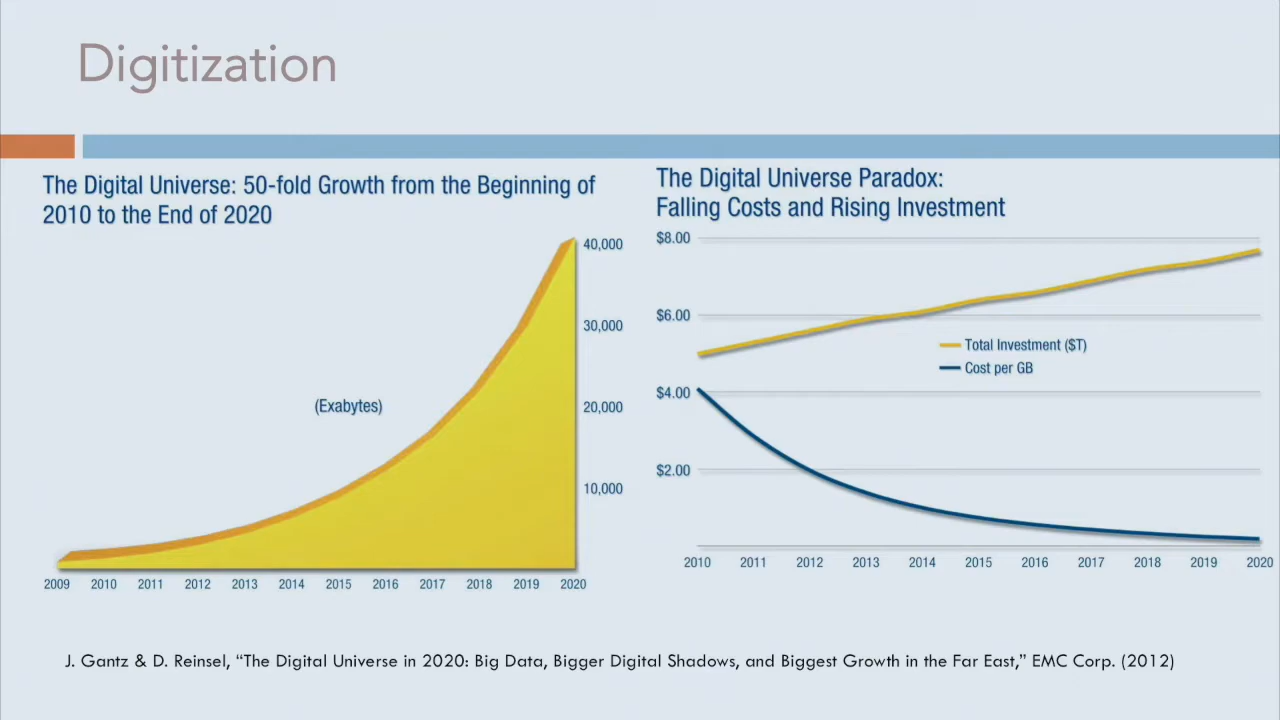 Digitization
The Digital Universe: 50-fold Growth from the Beginning of
2010 to the End of 2020
40,000
30,000
(Exabytes)
20,000
10,000
2009 2010 2011 2012 2013 2014 2015 2016 2017 2018 2019 2020
The Digital Universe Paradox:
Falling Costs and Rising Investment
$8.00
$6.00
Total Investment ($T)
Cost per GB
$4.00
$2.00
2010 2011 2012 2013 2014 2015 2016 2017 2018 2019 2020
J. Gantz & D. Reinsel, “The Digital Universe in 2020: Big Data, Bigger Digital Shadows, and Biggest Growth in the Far East,” EMC Corp. (2012)